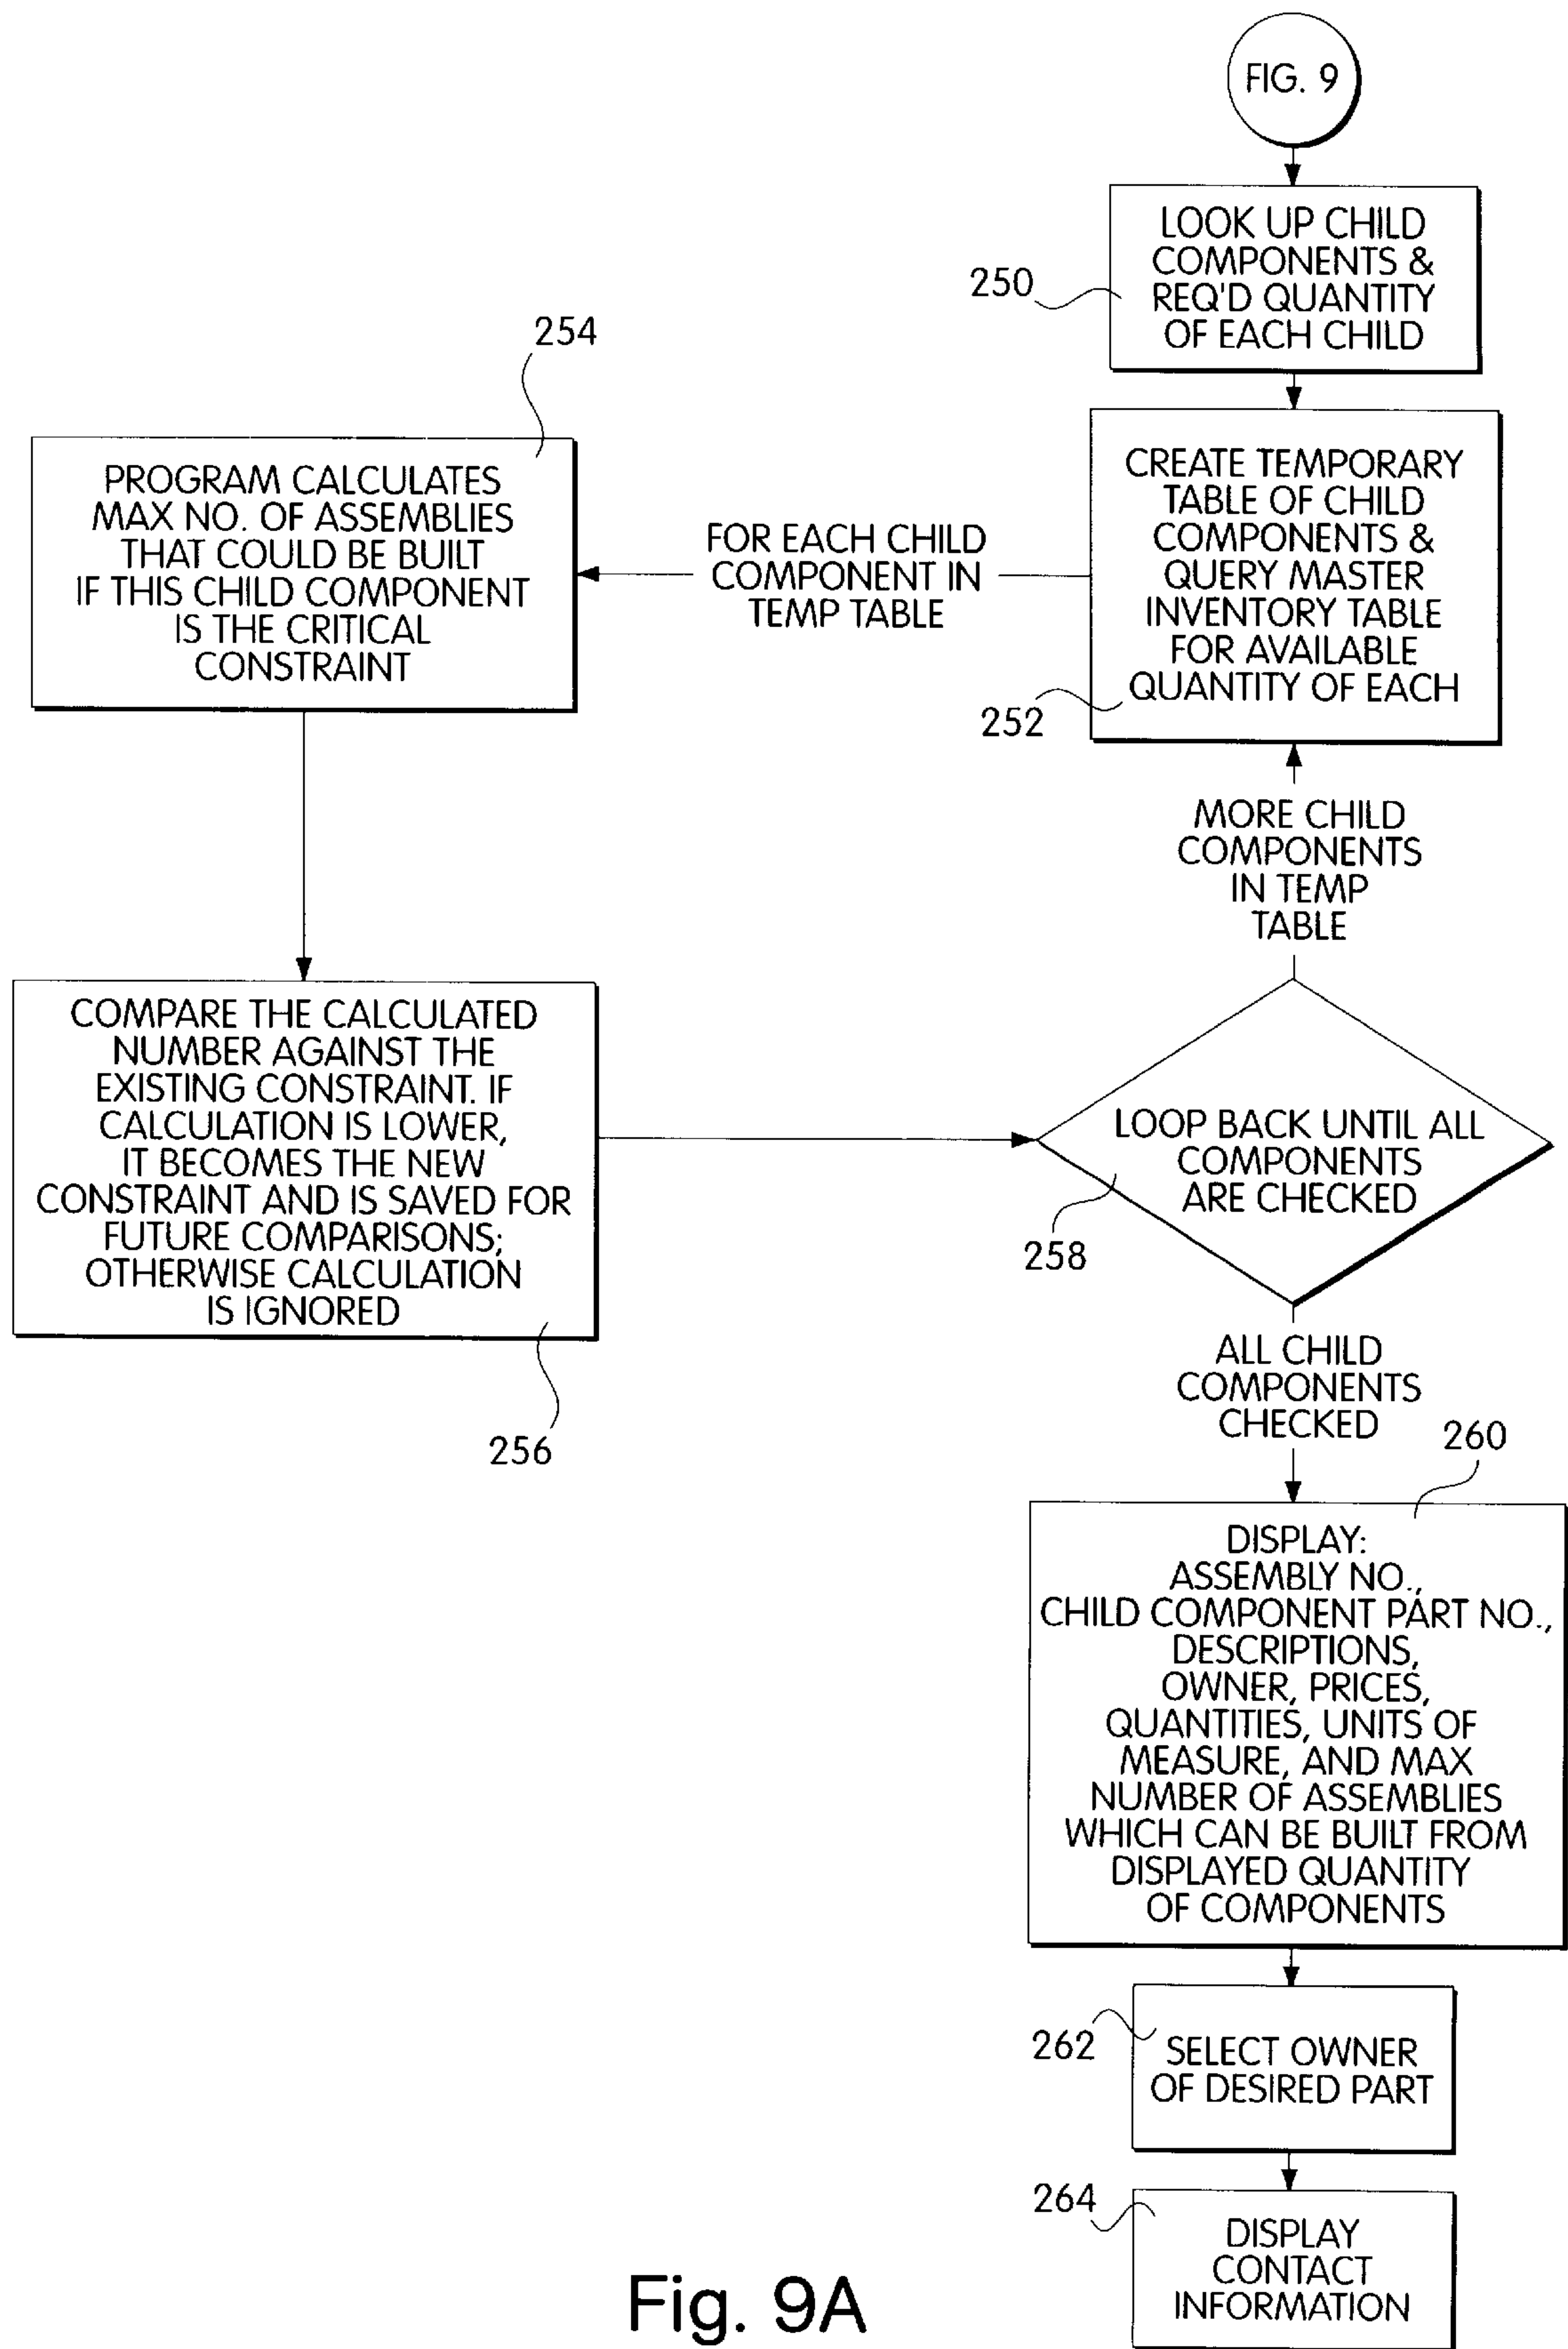 FIG. 9
LOOK UP CHILD
COMPONENTS &
REQ'D QUANTITY
OF EACH CHILD
250
CREATE TEMPORARY
TABLE OF CHILD
COMPONENTS &
QUERY MASTER
INVENTORY TABLE
FOR AVAILABLE
QUANTITY OF EACH
252
FOR EACH CHILD
COMPONENT IN
TEMP TABLE
254
PROGRAM CALCULATES
MAX NO. OF ASSEMBLIES
THAT COULD BE BUILT
IF THIS CHILD COMPONENT
IS THE CRITICAL
CONSTRAINT
COMPARE THE CALCULATED
NUMBER AGAINST THE
EXISTING CONSTRAINT. IF
CALCULATION IS LOWER,
IT BECOMES THE NEW
CONSTRAINT AND IS SAVED FOR
FUTURE COMPARISONS;
OTHERWISE CALCULATION
IS IGNORED
256
MORE CHILD
COMPONENTS
IN TEMP
TABLE
LOOP BACK UNTIL ALL
COMPONENTS
ARE CHECKED
258
ALL CHILD
COMPONENTS
CHECKED
260
DISPLAY:
ASSEMBLY NO.,
CHILD COMPONENT PART NO.,
DESCRIPTIONS,
OWNER, PRICES,
QUANTITIES, UNITS OF
MEASURE, AND MAX
NUMBER OF ASSEMBLIES
WHICH CAN BE BUILT FROM
DISPLAYED QUANTITY
OF COMPONENTS
262
SELECT OWNER
OF DESIRED PART
264
DISPLAY
CONTACT
INFORMATION
Fig. 9A